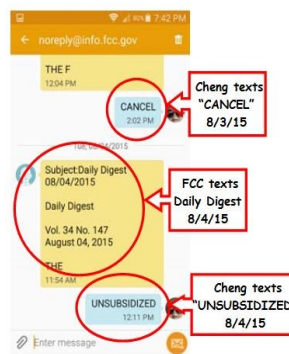 7:42 PM
noreply@info.fcc.gov
THE F
12:04 PM
CANCEL
2:02 PM
Cheng texts
"CANCEL"
8/3/15
Tue, 08/04/2015
Subject:Daily Digest
08/04/2015
Daily Digest
Vol. 34 No. 147
August 04, 2015
THE
11:54 AM
FCC texts
Daily Digest
8/4/15
UNSUBSIDIZED
12:11 PM
Cheng texts
"UNSUBSIDIZED
8/4/15
Enter message